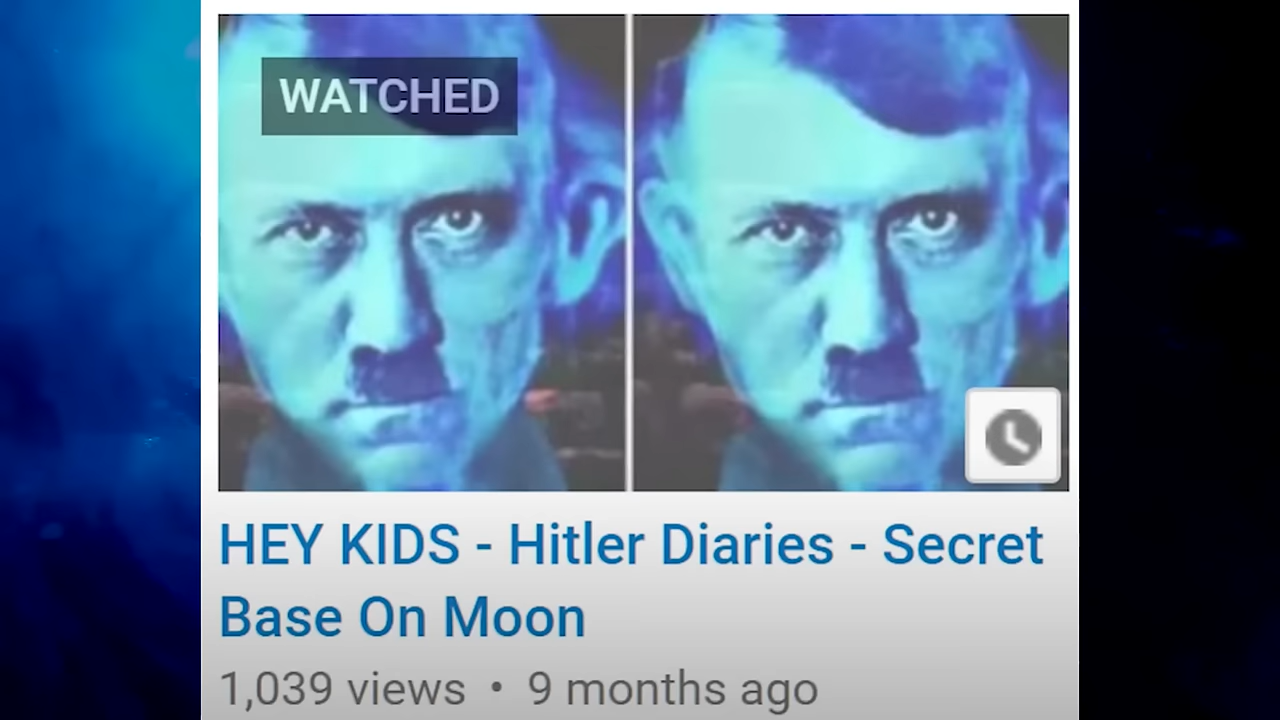 WATCHED
HEY KIDS - Hitler Diaries - Secret
Base On Moon
1,039 views • 9 months ago